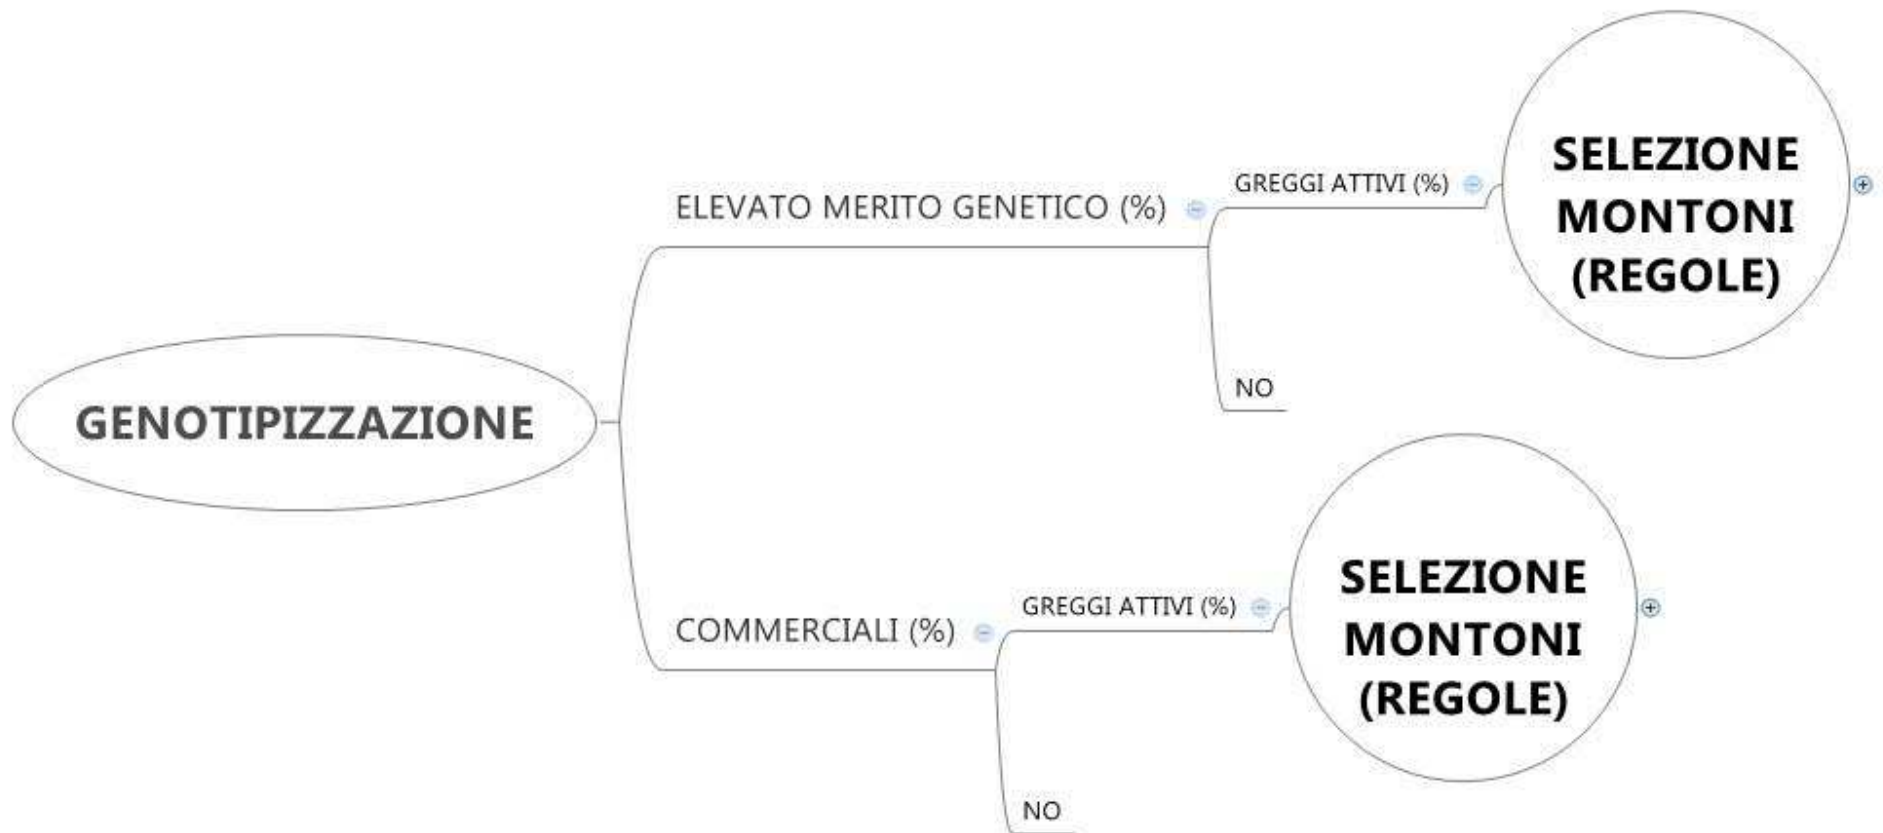 GENOTIPIZZAZIONE
ELEVATO MERITO GENETICO (%)
GREGGI ATTIVI (%)
SELEZIONE
MONTONI
(REGOLE)
NO
COMMERCIALI (%)
GREGGI ATTIVI (%)
SELEZIONE
MONTONI
(REGOLE)
NO